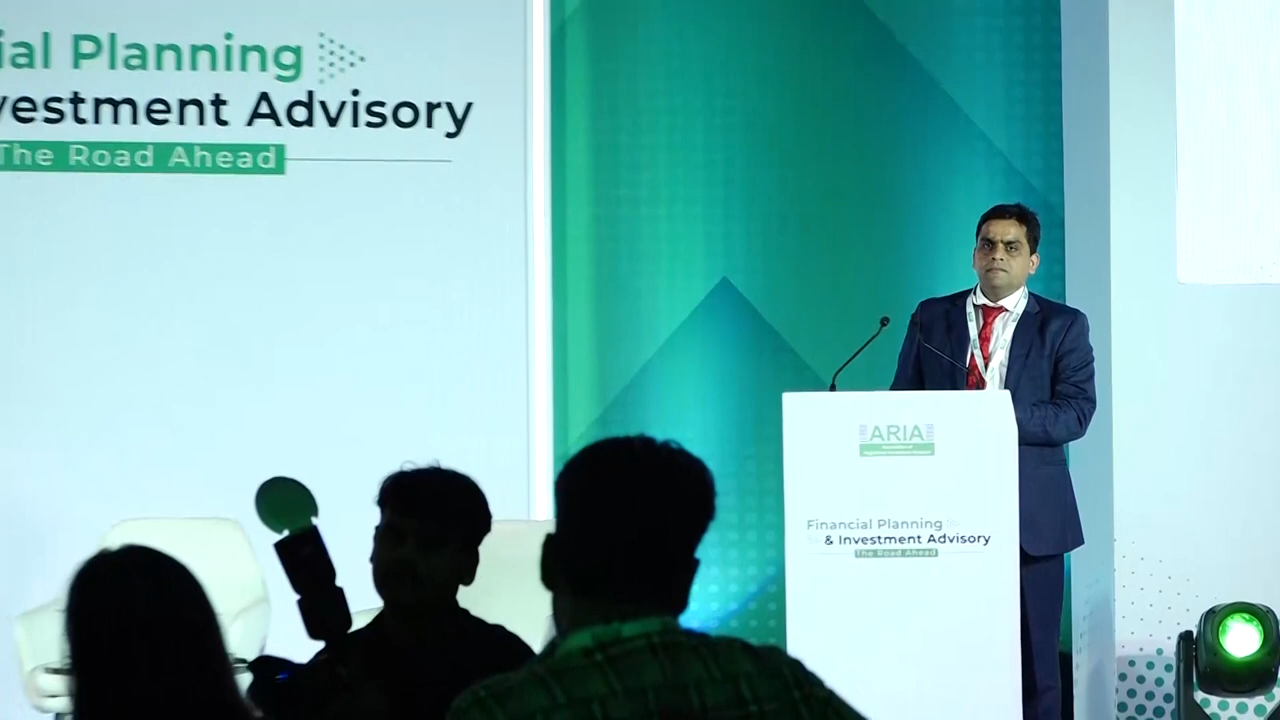 ial Planning
vestment Advisory
The Road Ahead
ARIA
Financial Planning
& Investment Advisory
The Road Ahead